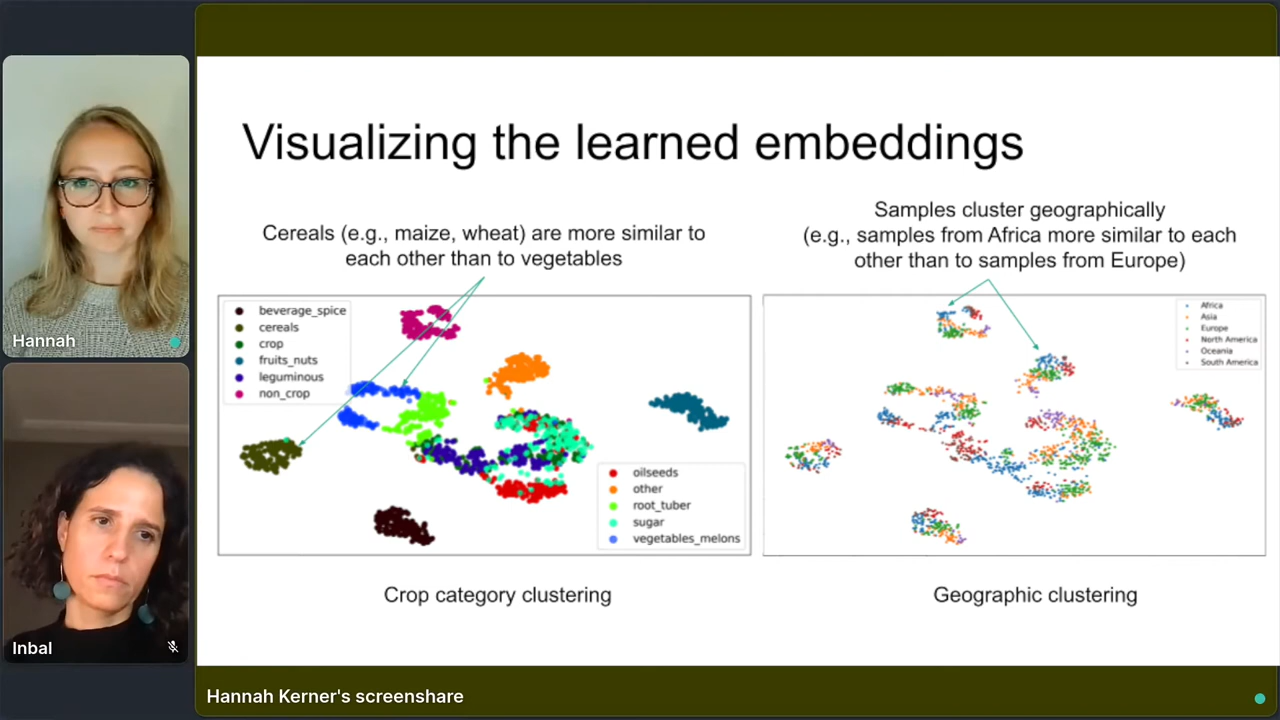 Visualizing the learned embeddings
Cereals (e.g., maize, wheat) are more similar to
each other than to vegetables
Samples cluster geographically
(e.g., samples from Africa more similar to each
other than to samples from Europe)
beverage_spice
cereals
crop
fruits_nuts
leguminous
non_crop
oilseeds
other
root_tuber
sugar
vegetables_melons
Africa
Asia
Europe
North America
Oceania
South America
Crop category clustering
Geographic clustering
Hannah
Inbal
Hannah Kerner's screenshare